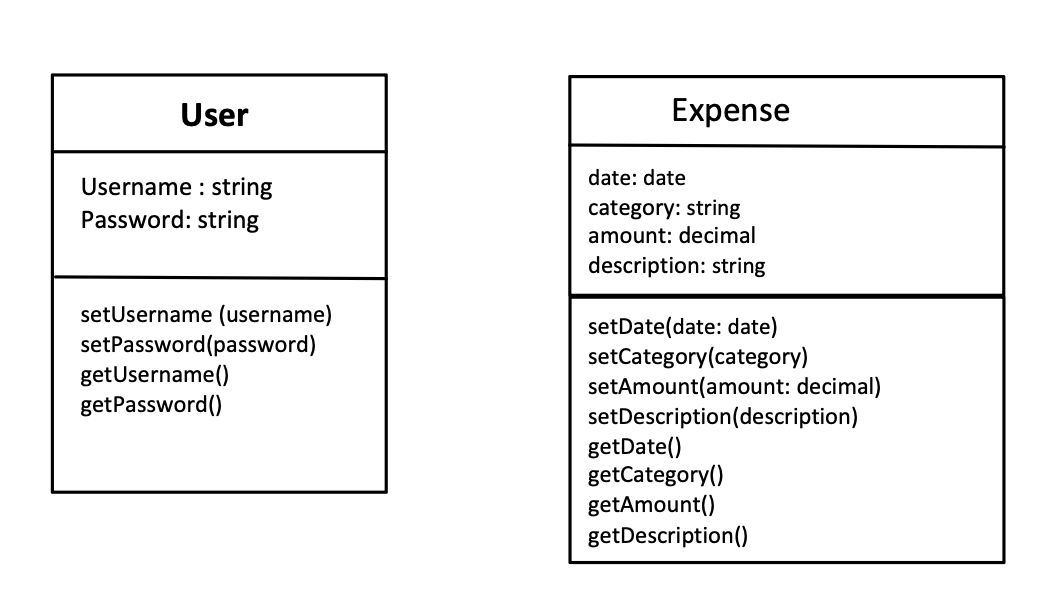 User
Username : string
Password: string
setUsername (username)
setPassword(password)
getUsername()
getPassword()
Expense
date: date
category: string
amount: decimal
description: string
setDate(date: date)
setCategory(category)
setAmount(amount: decimal)
setDescription(description)
getDate()
getCategory()
getAmount()
getDescription()